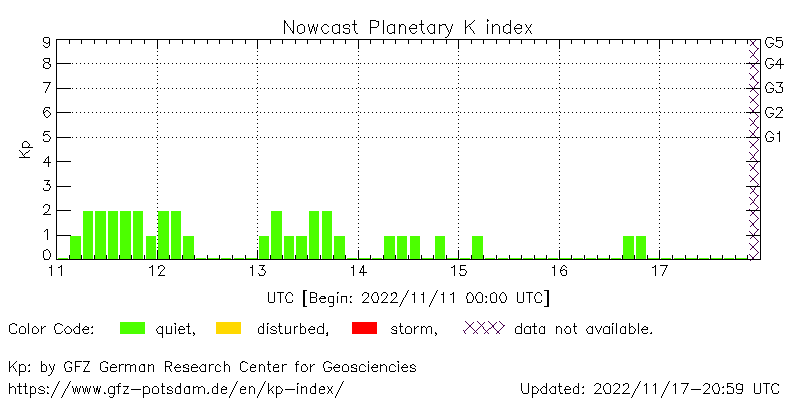 Nowcast Planetary K index
9 G5
8 G4
7 G3
6 G2
5 G1
4
3
2
1
0
Kp
11 12 13 14 15 16 17
UTC [Begin: 2022/11/11 00:00 UTC]
Color Code: quiet, disturbed, storm, data not available.
Kp: by GFZ German Research Center for Geosciencies
https://www.gfz-potsdam.de/en/kp-index/ Updated: 2022/11/17-20:59 UTC